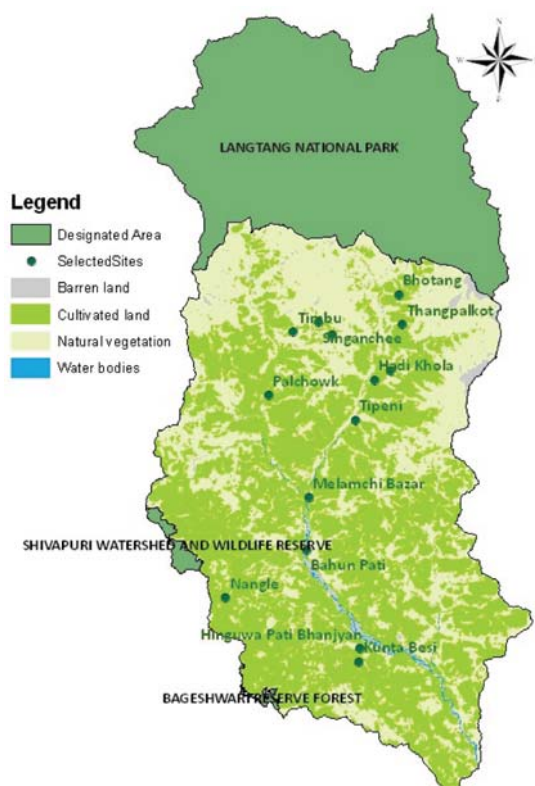 N
W
E
S
LANGTANG NATIONAL PARK
Legend
Designated Area
SelectedSites
Barren land
Cultivated land
Natural vegetation
Water bodies
Bhotang
Thangpalkot
Timbu
Singanchee
Hadi Khola
Palchowk
Tipeni
Melamchi Bazar
SHIVAPURI WATERSHED AND WILDLIFE RESERVE
Bahun Pati
Nangle
Hinguwa Pati Bhanjyan
Kunta Besi
BAGESHWARI RESERVE FOREST